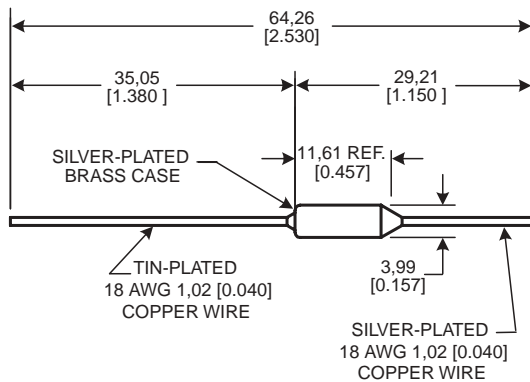 64,26
[2.530]
35,05
[1.380 ]
29,21
[1.150 ]
11,61 REF.
[0.457]
SILVER-PLATED
BRASS CASE
TIN-PLATED
18 AWG 1,02 [0.040]
COPPER WIRE
3,99
[0.157]
SILVER-PLATED
18 AWG 1,02 [0.040]
COPPER WIRE